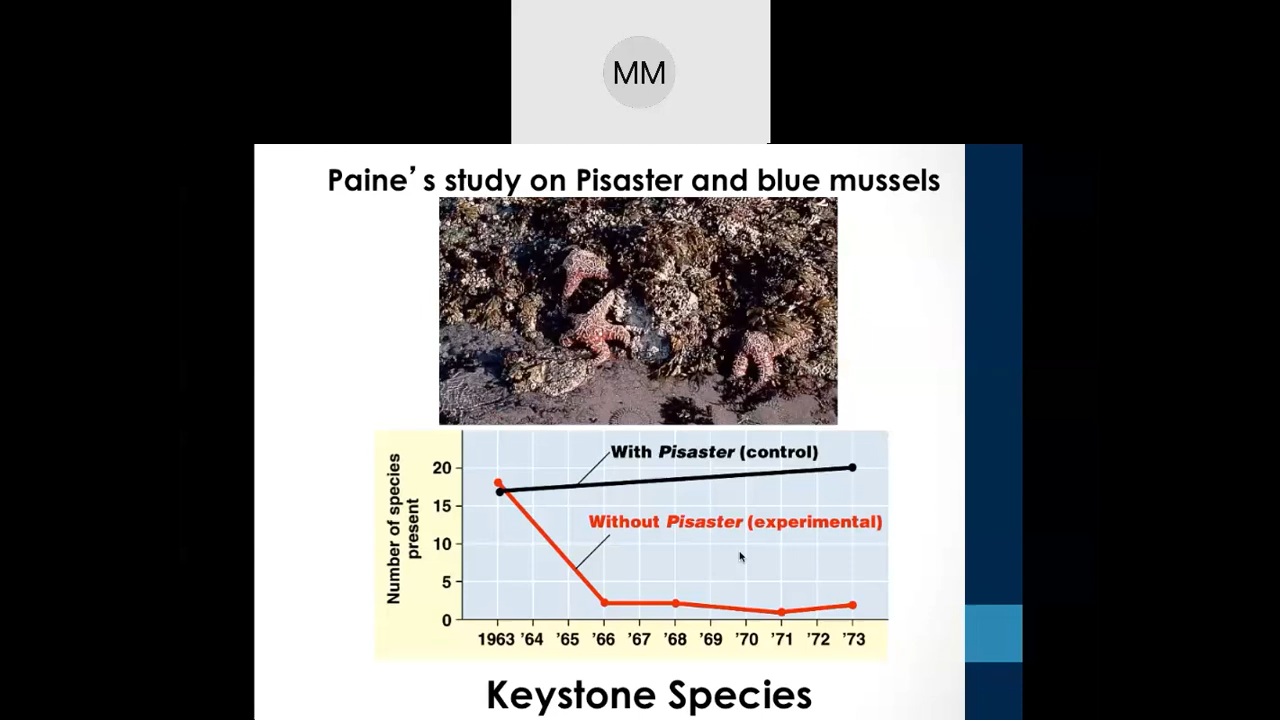 MM
Paine’s study on Pisaster and blue mussels
With Pisaster (control)
Without Pisaster (experimental)
Number of species
present
20
15
10
5
0
1963 ’64 ’65 ’66 ’67 ’68 ’69 ’70 ’71 ’72 ’73
Keystone Species